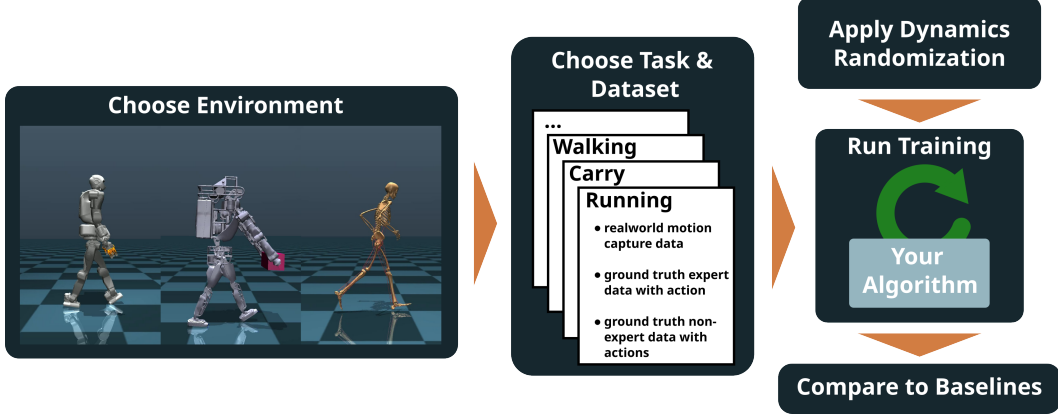 Choose Environment
Choose Task &
Dataset
...
Walking
Carry
Running
• realworld motion
capture data
• ground truth expert
data with action
• ground truth non-
expert data with
actions
Apply Dynamics
Randomization
Run Training
Your
Algorithm
Compare to Baselines